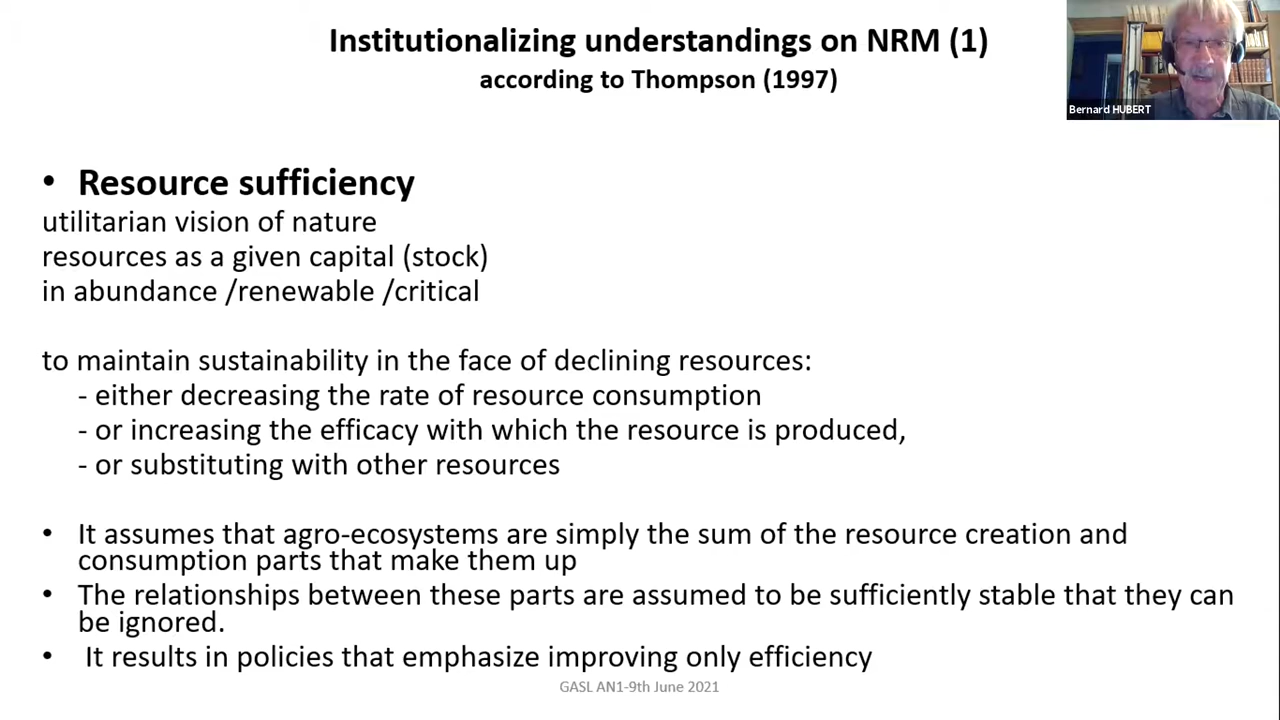 Institutionalizing understandings on NRM (1)
according to Thompson (1997)
Bernard HUBERT
• Resource sufficiency
utilitarian vision of nature
resources as a given capital (stock)
in abundance /renewable /critical
to maintain sustainability in the face of declining resources:
- either decreasing the rate of resource consumption
- or increasing the efficacy with which the resource is produced,
- or substituting with other resources
• It assumes that agro-ecosystems are simply the sum of the resource creation and
consumption parts that make them up
• The relationships between these parts are assumed to be sufficiently stable that they can
be ignored.
• It results in policies that emphasize improving only efficiency
GASL AN1-9th June 2021